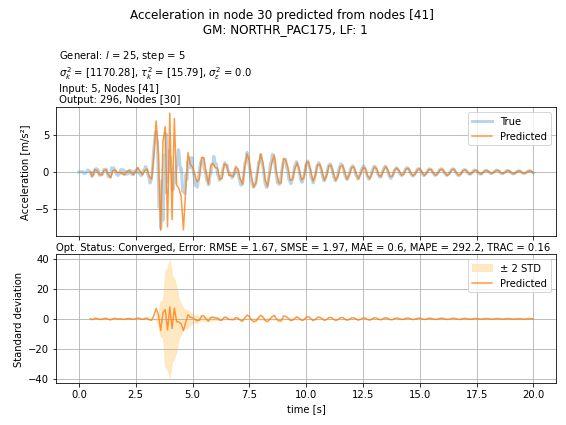 Acceleration in node 30 predicted from nodes [41]
GM: NORTHR_PAC175, LF: 1
General: l = 25, step = 5
σ²ₖ = [1170.28], τ²ₖ = [15.79], σ²ε = 0.0
Input: 5, Nodes [41]
Output: 296, Nodes [30]
Acceleration [m/s²]
5
0
−5
True
Predicted
Opt. Status: Converged, Error: RMSE = 1.67, SMSE = 1.97, MAE = 0.6, MAPE = 292.2, TRAC = 0.16
Standard deviation
40
20
0
−20
−40
± 2 STD
Predicted
0.0 2.5 5.0 7.5 10.0 12.5 15.0 17.5 20.0
time [s]